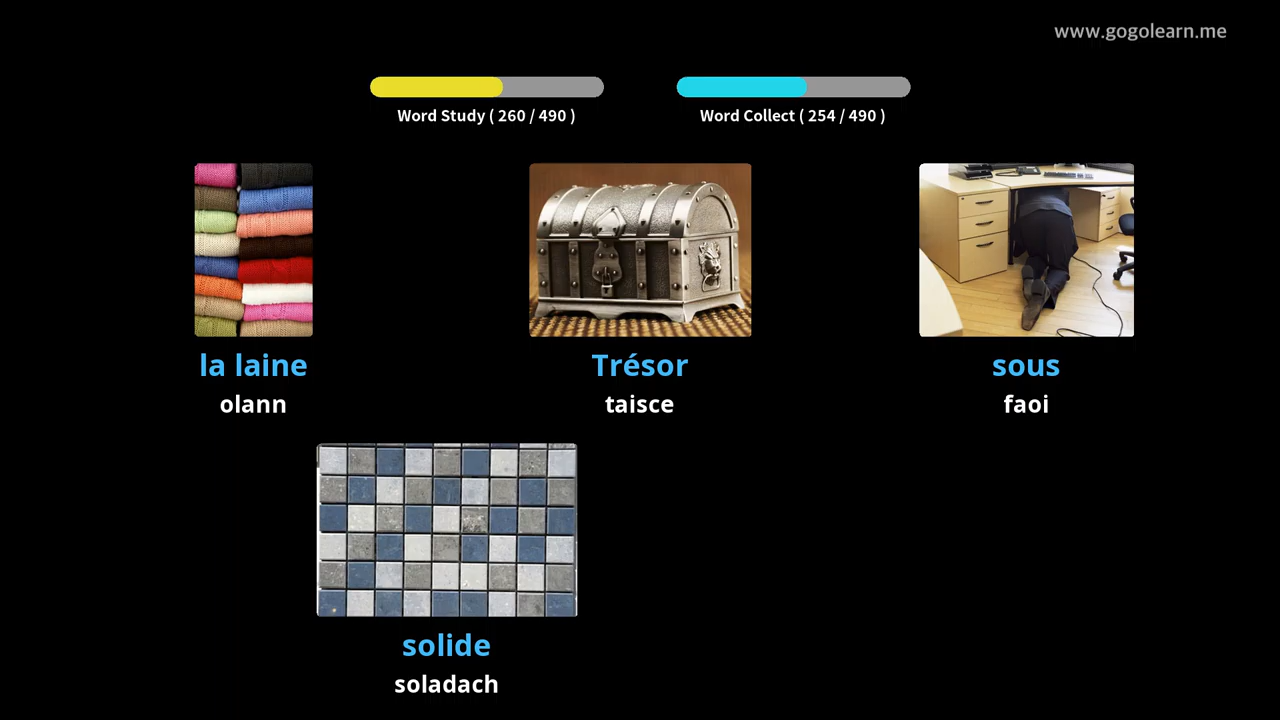 www.gogolearn.me
Word Study ( 260 / 490 )
Word Collect ( 254 / 490 )
la laine
olann
Trésor
taisce
sous
faoi
solide
soladach